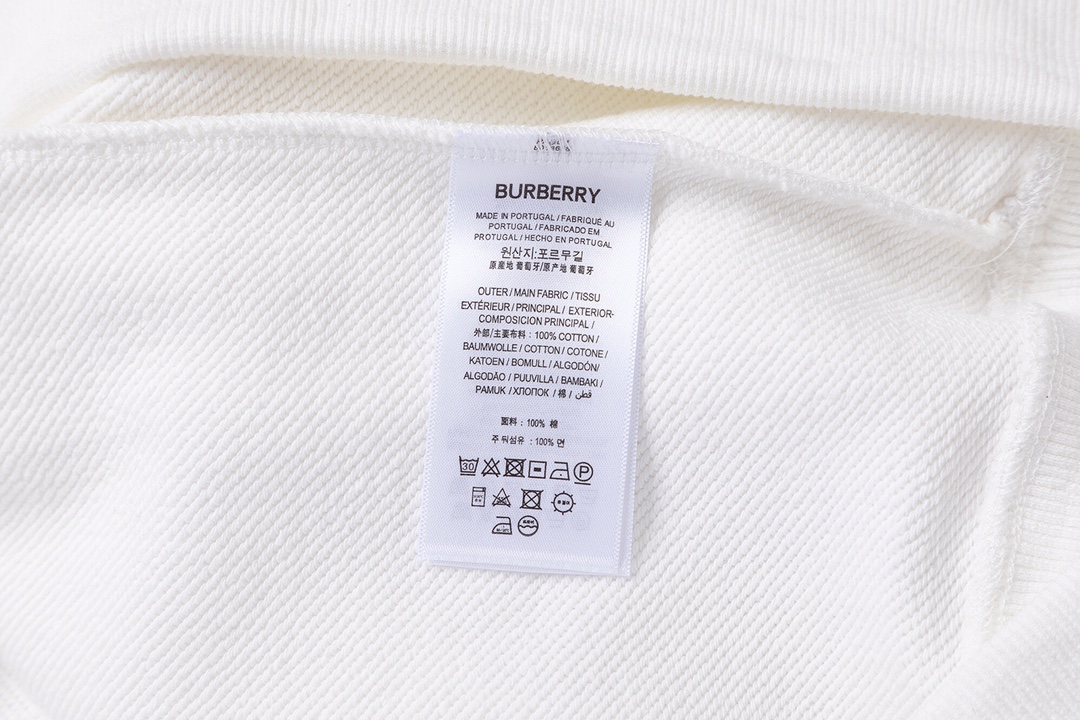 BURBERRY
MADE IN PORTUGAL / FABRIQUÉ AU
PORTUGAL / FABRICADO EM
PROTUGAL / HECHO EN PORTUGAL
원산지:포르투갈
原産地 葡萄牙/原产地 葡萄牙
OUTER / MAIN FABRIC / TISSU
EXTÉRIEUR / PRINCIPAL / EXTERIOR-
COMPOSICION PRINCIPAL /
外部/主要布料 : 100% COTTON /
BAUMWOLLE / COTTON / COTONE /
KATOEN / BOMULL / ALGODÓN/
ALGODÃO / PUUVILLA / BAMBAKI /
PAMUK / ХЛОПОК / 棉 / قطن
面料 : 100% 棉
주 둬섬유 : 100% 면
30
P